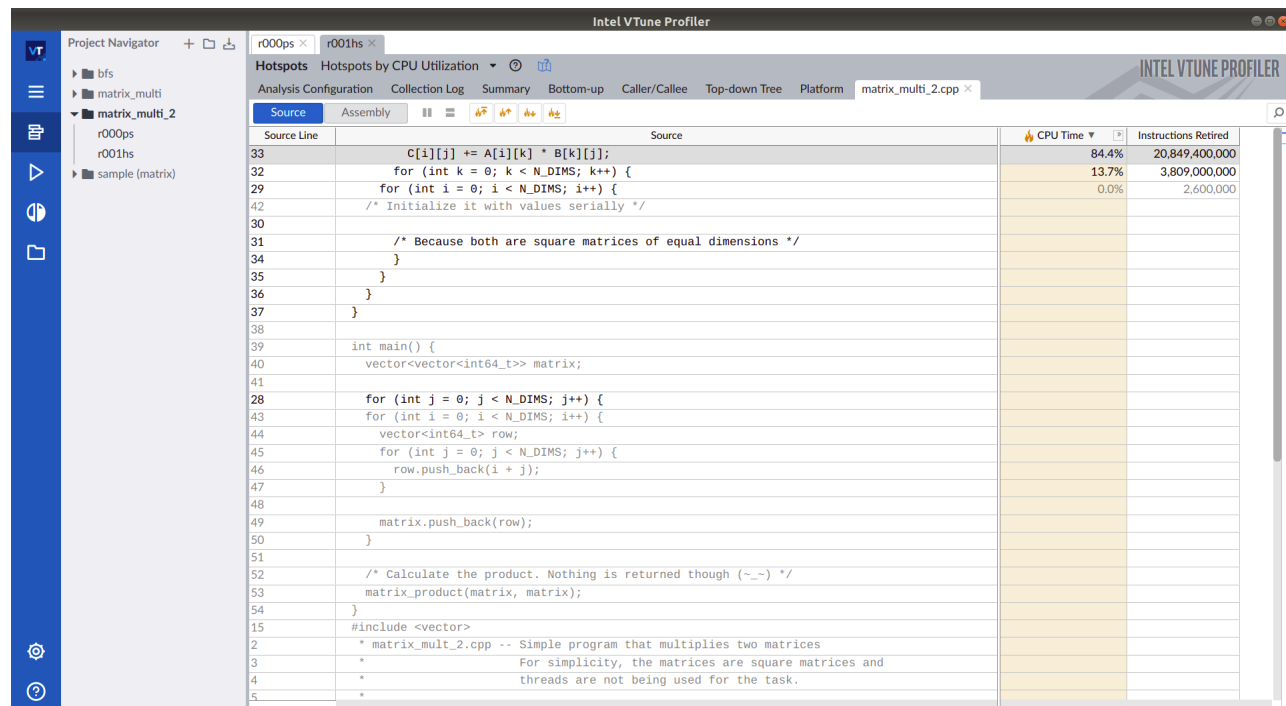 Intel VTune Profiler
VT
Project Navigator
bfs
matrix_multi
matrix_multi_2
r000ps
r001hs
sample (matrix)
r000ps × r001hs ×
Hotspots Hotspots by CPU Utilization
INTEL VTUNE PROFILER
Analysis Configuration Collection Log Summary Bottom-up Caller/Callee Top-down Tree Platform matrix_multi_2.cpp ×
Source Assembly
Source Line Source CPU Time ▼ Instructions Retired
33 C[i][j] += A[i][k] * B[k][j]; 84.4% 20,849,400,000
32 for (int k = 0; k < N_DIMS; k++) { 13.7% 3,809,000,000
29 for (int i = 0; i < N_DIMS; i++) { 0.0% 2,600,000
42 /* Initialize it with values serially */
30
31 /* Because both are square matrices of equal dimensions */
34 }
35 }
36 }
37 }
38
39 int main() {
40 vector<vector<int64_t>> matrix;
41
28 for (int j = 0; j < N_DIMS; j++) {
43 for (int i = 0; i < N_DIMS; i++) {
44 vector<int64_t> row;
45 for (int j = 0; j < N_DIMS; j++) {
46 row.push_back(i + j);
47 }
48
49 matrix.push_back(row);
50 }
51
52 /* Calculate the product. Nothing is returned though (~_~) */
53 matrix_product(matrix, matrix);
54 }
15 #include <vector>
2 * matrix_mult_2.cpp -- Simple program that multiplies two matrices
3 * For simplicity, the matrices are square matrices and
4 * threads are not being used for the task.
5 *